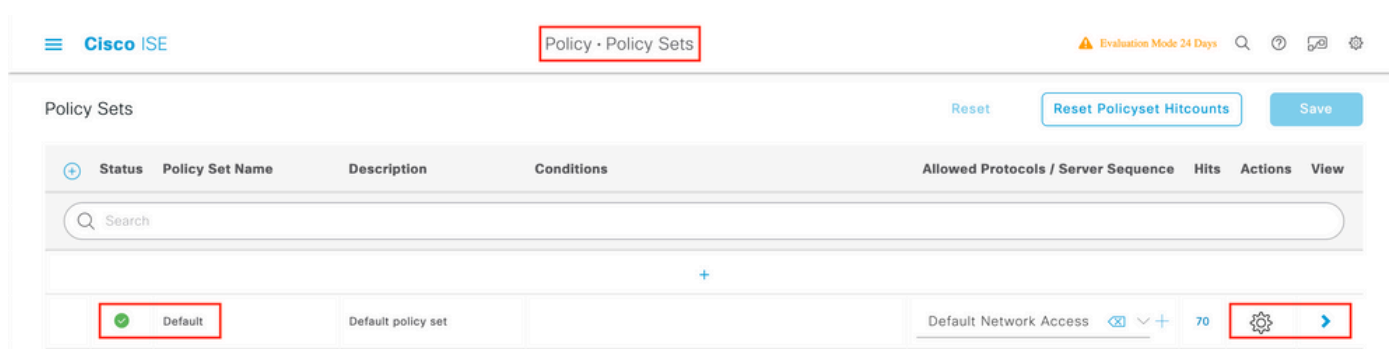 Cisco ISE Policy · Policy Sets Evaluation Mode 24 Days
Policy Sets Reset Reset Policyset Hitcounts Save
Status Policy Set Name Description Conditions Allowed Protocols / Server Sequence Hits Actions View
Search
+
Default Default policy set Default Network Access 70